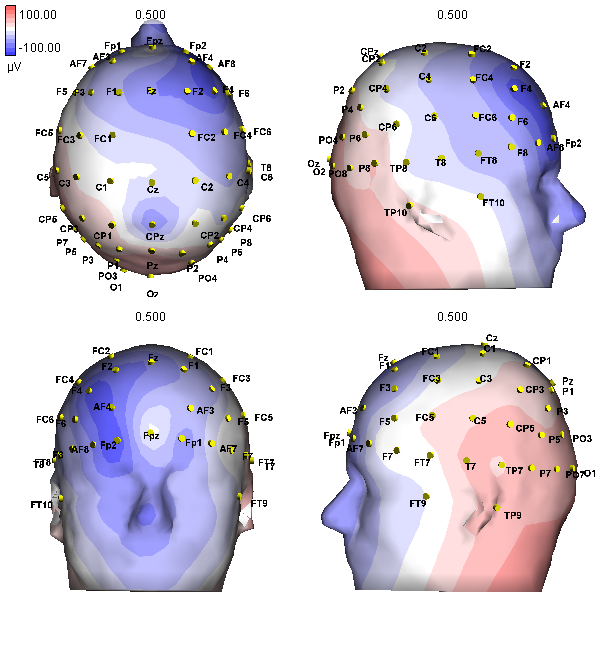 100.00
-100.00
µV
0.500
Fp1 Fpz Fp2
AF7 AF3 AF4 AF8
F5 F3 F1 Fz F2 F4 F6
FC5 FC3 FC1 FC2 FC4 FC6
T8
C5 C3 C1 Cz C2 C4 C6
CP5 CP3 CP1 CPz CP2 CP4 CP6
P7 P5 P3 P1 Pz P2 P4 P6 P8
PO3 PO4
O1 Oz
0.500
CPz C2 FC2
CP2 F2
P2 CP4 C4 FC4 F4
P4 C6 FC6 F6 AF4
PO4 P6 CP6 F8 AF8 Fp2
Oz O2 PO8 P8 TP8 T8 FT8
TP10 FT10
0.500
FC2 Fz FC1
F2 F1
FC4 F4 F3 FC3
FC6 F6 AF4 AF3 F5 FC5
AF8 Fp2 Fpz Fp1 AF7
T8 FT8 F8 F7 FT7 T7
FT10 FT9
0.500
Cz
Fz FC1 C1
F1 CP1
F3 FC3 C3 CP3 Pz P1
AF3 F5 FC5 C5 CP5 P3
Fpz Fp1 AF7 P5 PO3
F7 FT7 T7 TP7 P7 PO7 O1
FT9 TP9